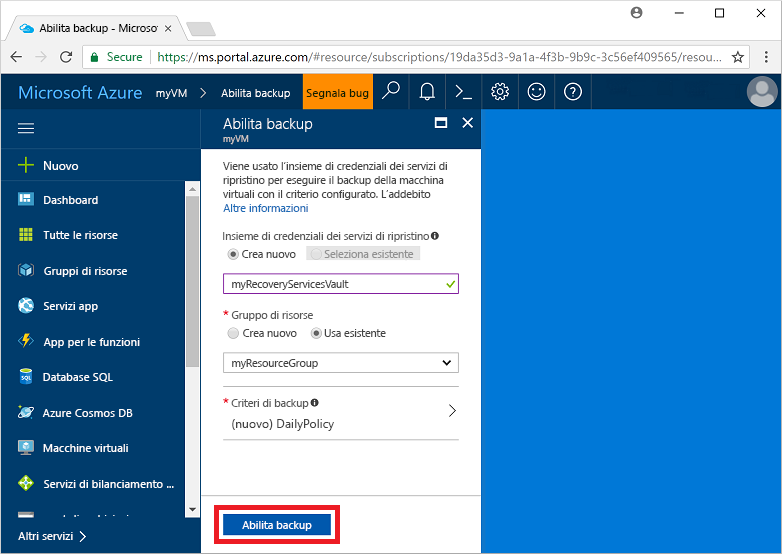 Abilita backup - Microsof
Secure
https://ms.portal.azure.com/#resource/subscriptions/19da35d3-9a1a-4f3b-9b9c-3c56ef409565/resou...
Microsoft Azure myVM Abilita backup Segnala bug
Abilita backup
myVM
Nuovo
Dashboard
Tutte le risorse
Gruppi di risorse
Servizi app
App per le funzioni
Database SQL
Azure Cosmos DB
Macchine virtuali
Servizi di bilanciamento ...
Altri servizi
Viene usato l'insieme di credenziali dei servizi di
ripristino per eseguire il backup della macchina
virtuali con il criterio configurato. L'addebito
Altre informazioni
Insieme di credenziali dei servizi di ripristino
Crea nuovo Seleziona esistente
myRecoveryServicesVault
* Gruppo di risorse
Crea nuovo Usa esistente
myResourceGroup
* Criteri di backup
(nuovo) DailyPolicy
Abilita backup